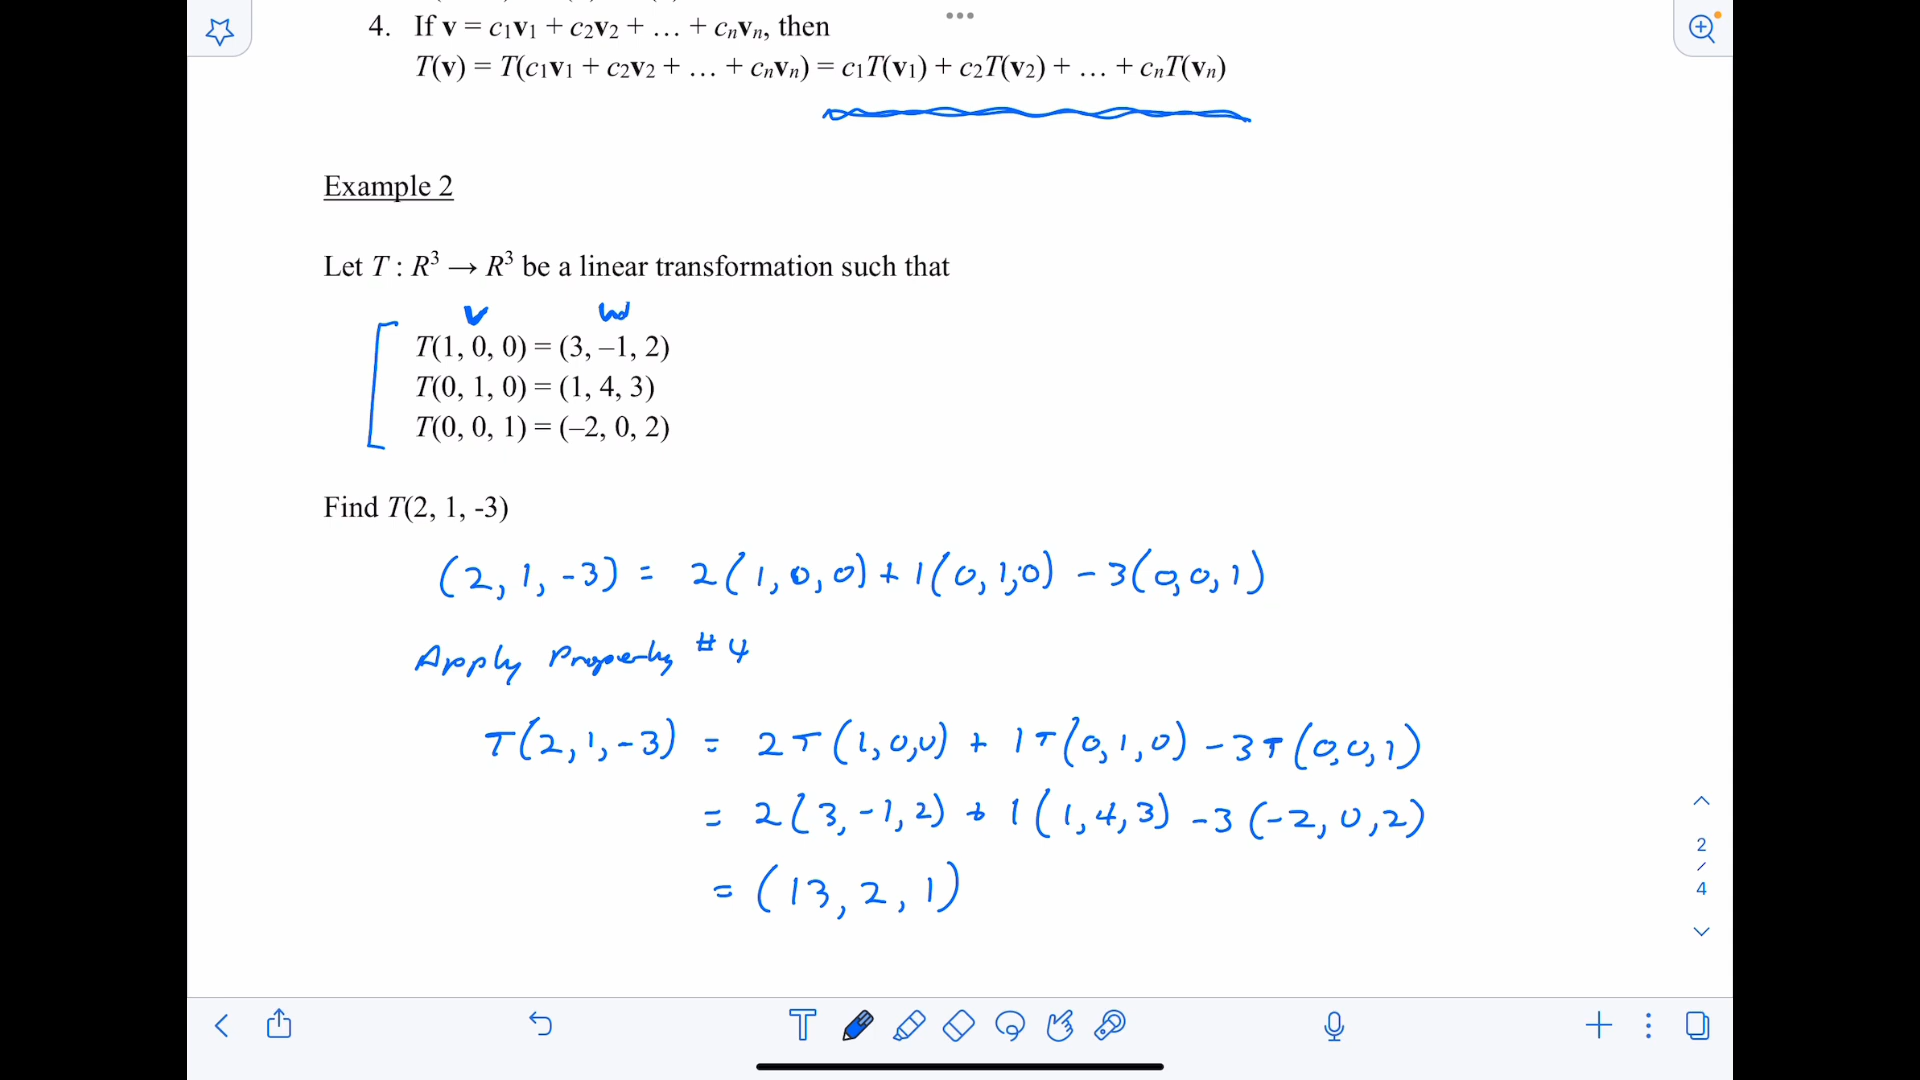 4. If v = c₁v₁ + c₂v₂ + … + cₙvₙ, then
T(v) = T(c₁v₁ + c₂v₂ + … + cₙvₙ) = c₁T(v₁) + c₂T(v₂) + … + cₙT(vₙ)
Example 2
Let T : R³ → R³ be a linear transformation such that
v w
T(1, 0, 0) = (3, –1, 2)
T(0, 1, 0) = (1, 4, 3)
T(0, 0, 1) = (–2, 0, 2)
Find T(2, 1, -3)
(2, 1, -3) = 2(1, 0, 0) + 1(0, 1, 0) - 3(0, 0, 1)
Apply Property #4
T(2, 1, -3) = 2T(1, 0, 0) + 1T(0, 1, 0) - 3T(0, 0, 1)
= 2(3, -1, 2) + 1(1, 4, 3) - 3(-2, 0, 2)
= (13, 2, 1)
2
/
4